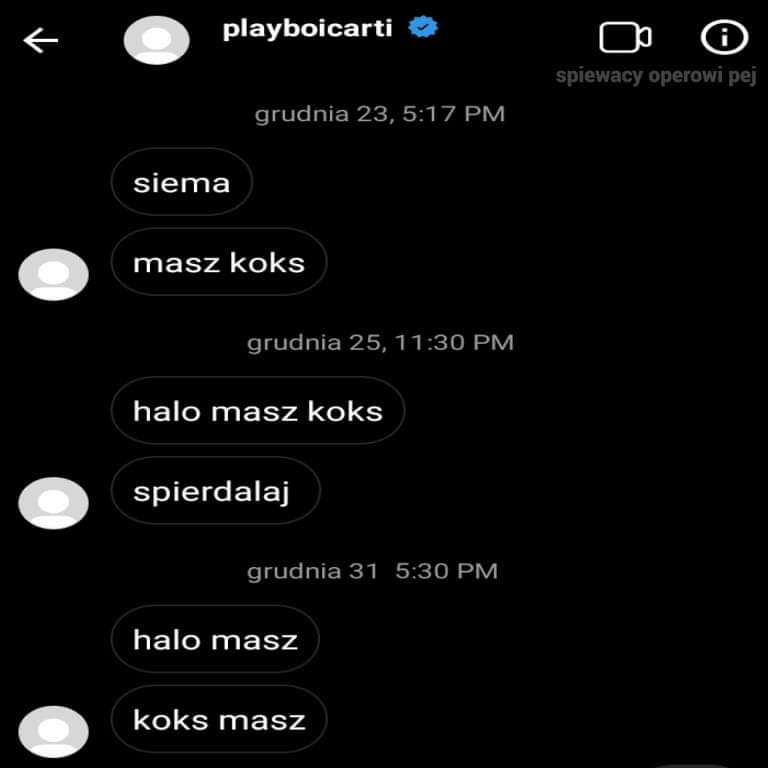 playboicarti
spiewacy operowi pej
grudnia 23, 5:17 PM
siema
masz koks
grudnia 25, 11:30 PM
halo masz koks
spierdalaj
grudnia 31 5:30 PM
halo masz
koks masz